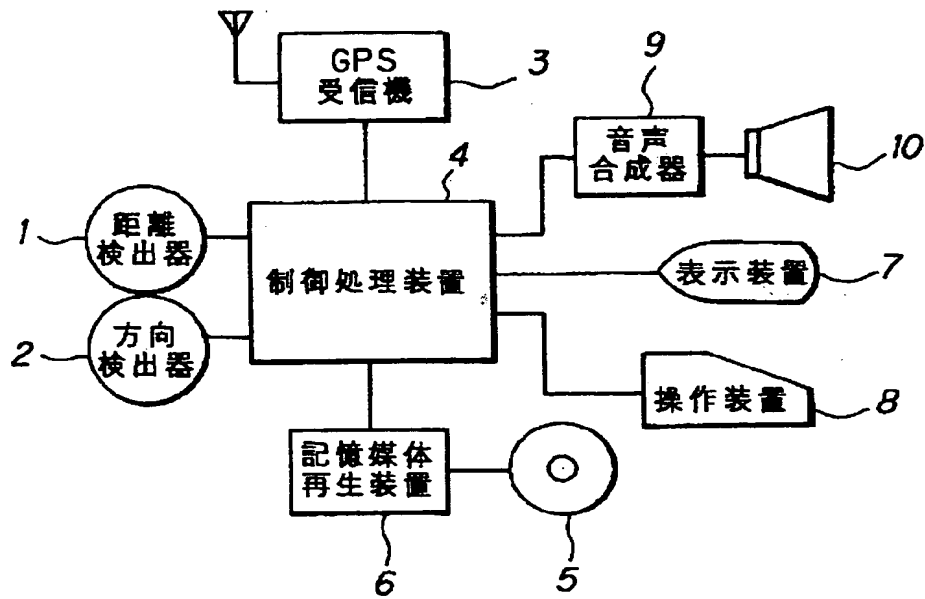 GPS
受信機
3
9
音声
合成器
10
4
1
距離
検出器
制御処理装置
表示装置
7
2
方向
検出器
操作装置
8
記憶媒体
再生装置
6
5